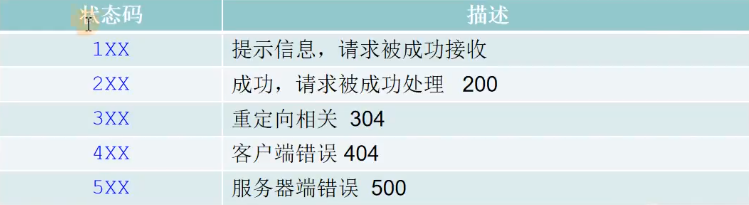 状态码 描述
1XX 提示信息，请求被成功接收
2XX 成功，请求被成功处理 200
3XX 重定向相关 304
4XX 客户端错误 404
5XX 服务器端错误 500